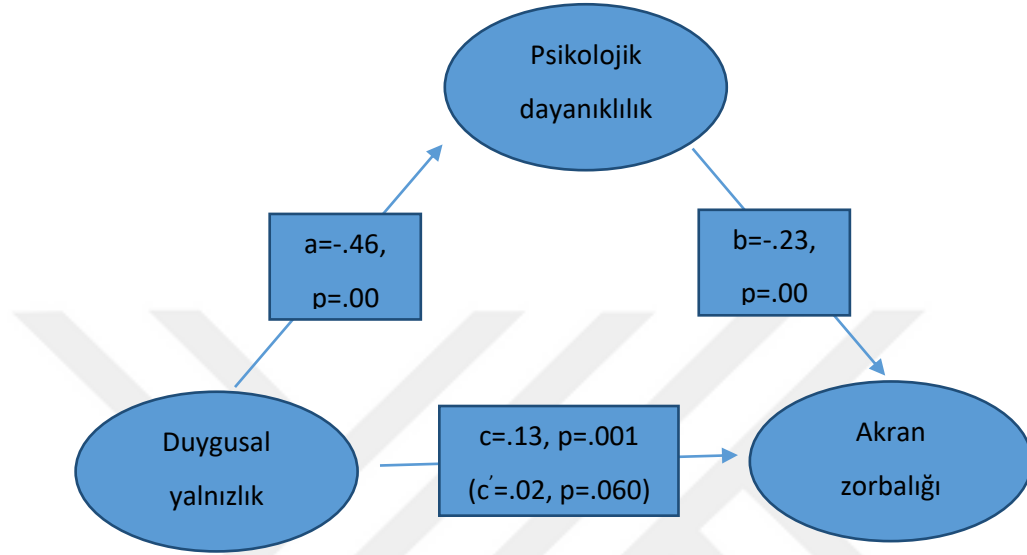 Psikolojik
dayanıklılık
a=-.46,
p=.00
b=-.23,
p=.00
Duygusal
yalnızlık
c=.13, p=.001
(c′=.02, p=.060)
Akran
zorbalığı